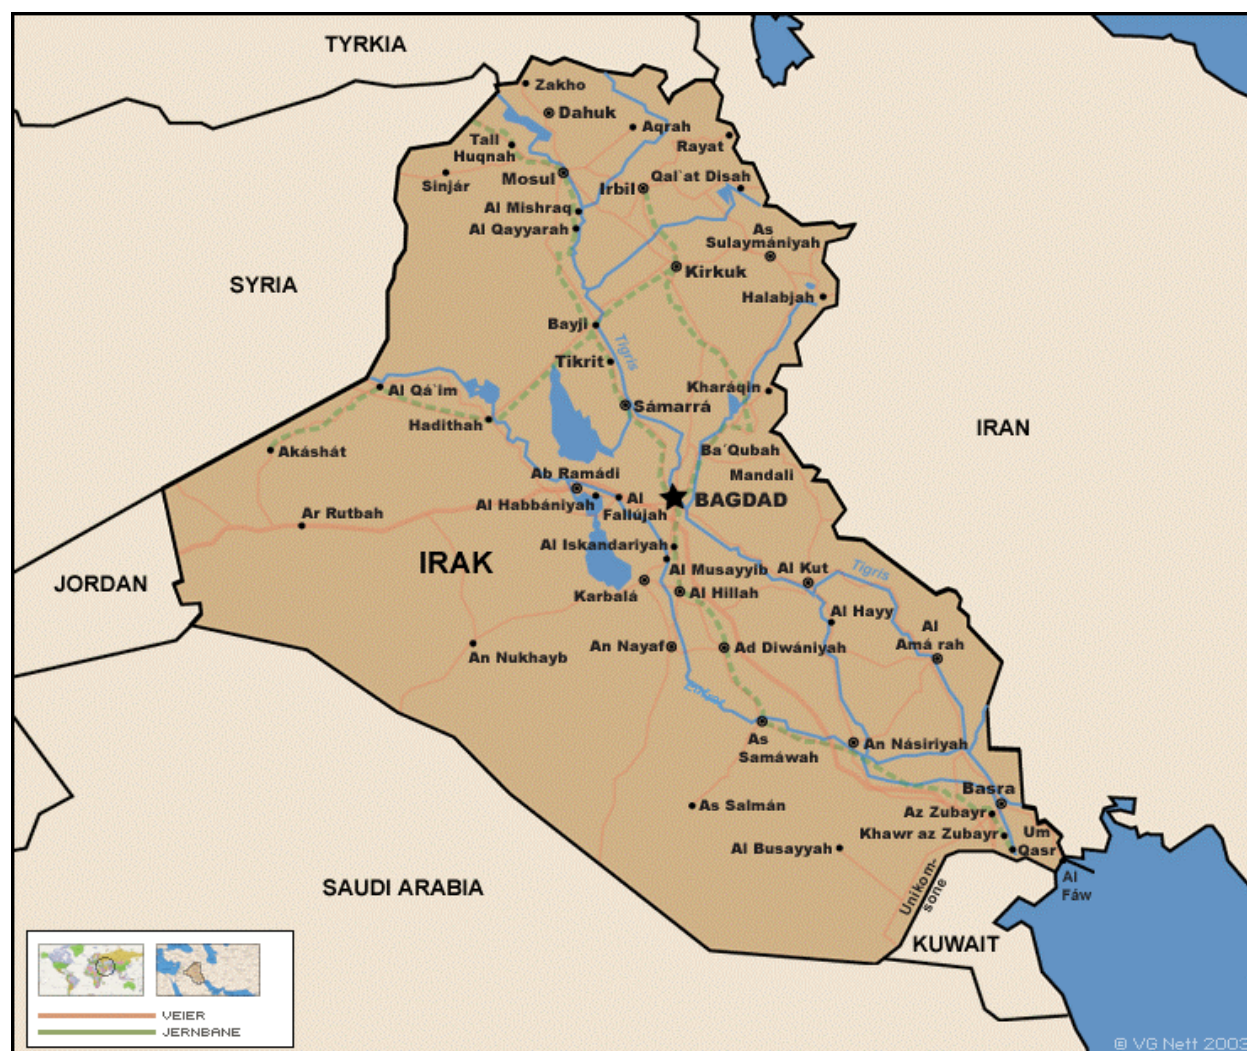 TYRKIA
Zakho
Dahuk
Aqrah
Rayat
Tall
Huqnah
Sinjár
Mosul
Irbil
Qal`at Disah
Al Mishraq
Al Qayyarah
As
Sulaymániyah
Kirkuk
Halabjah
SYRIA
Bayji
Tigris
Tikrit
Kharáqin
Al Qá`im
Sámarrá
Hadithah
IRAN
Akáshát
Ba´Qubah
Mandali
Ab Ramádi
BAGDAD
Al Habbániyah
Al
Fallújah
Ar Rutbah
Al Iskandariyah
IRAK
Al Musayyib
Al Kut
Tigris
JORDAN
Karbalá
Al Hillah
Al Hayy
Al
Amá rah
An Nayaf
Ad Diwániyah
An Nukhayb
As
Samáwah
An Násiriyah
Basra
As Salmán
Az Zubayr
Khawr az Zubayr
Um
Qasr
Al Busayyah
Al
Fáw
Unikom-
sone
SAUDI ARABIA
KUWAIT
VEIER
JERNBANE
© VG Nett 2003